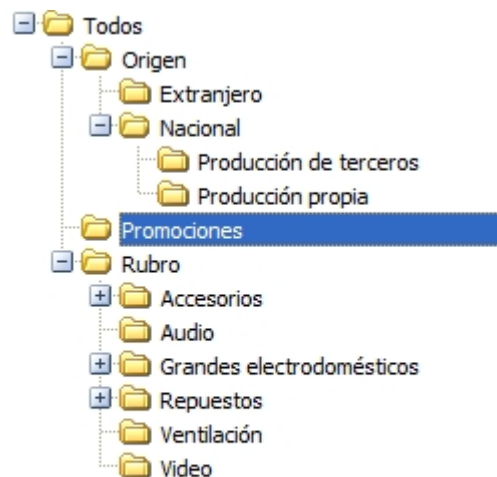 Todos
Origen
Extranjero
Nacional
Producción de terceros
Producción propia
Promociones
Rubro
Accesorios
Audio
Grandes electrodomésticos
Repuestos
Ventilación
Video